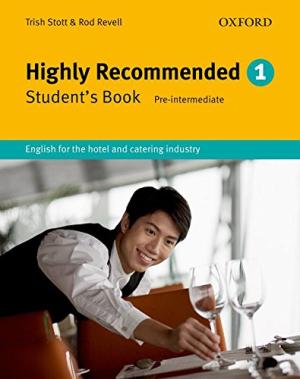 Trish Stott & Rod Revell
OXFORD
Highly Recommended 1
Student's Book Pre-intermediate
English for the hotel and catering industry